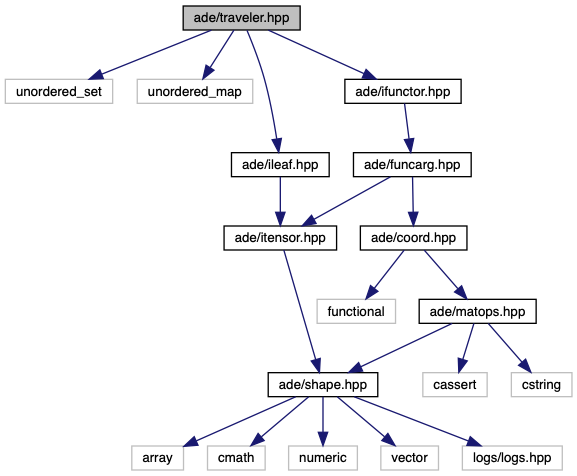 ade/traveler.hpp
unordered_set
unordered_map
ade/ifunctor.hpp
ade/ileaf.hpp
ade/funcarg.hpp
ade/itensor.hpp
ade/coord.hpp
functional
ade/matops.hpp
ade/shape.hpp
cassert
cstring
array
cmath
numeric
vector
logs/logs.hpp